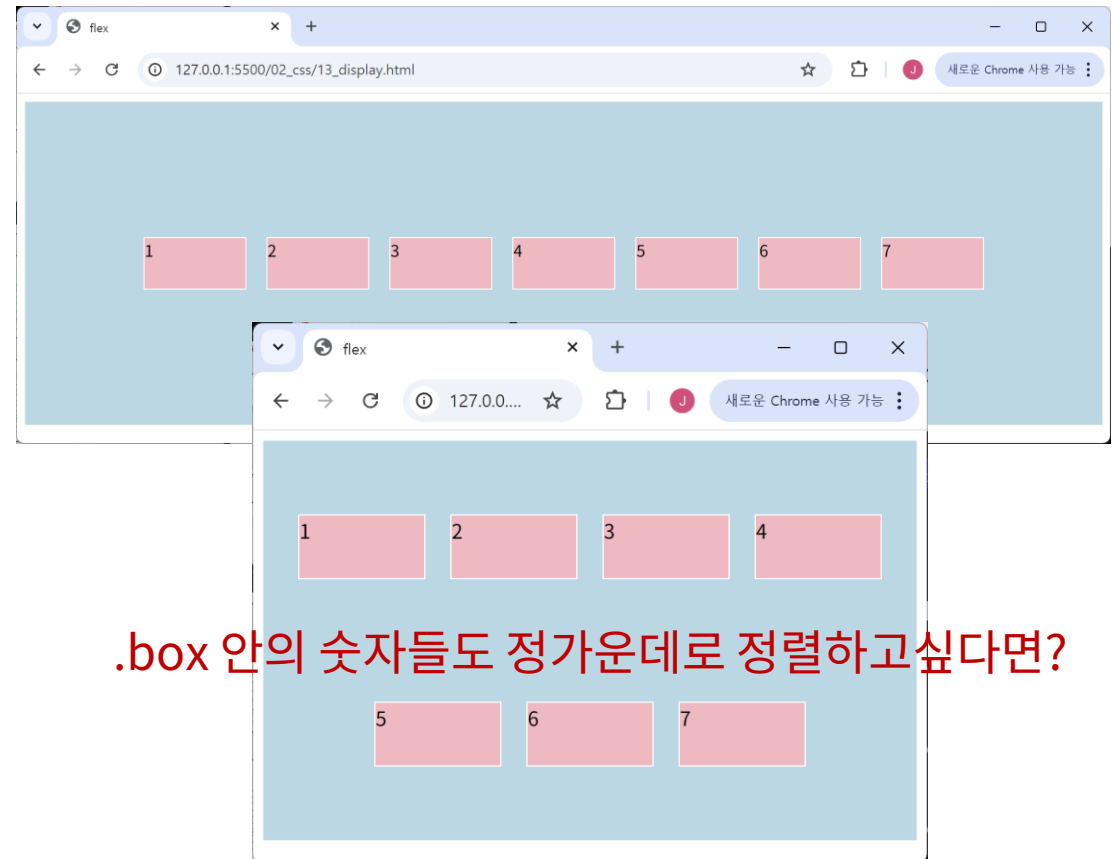 flex
127.0.0.1:5500/02_css/13_display.html
J
새로운 Chrome 사용 가능
1 2 3 4 5 6 7
flex
127.0.0....
J
새로운 Chrome 사용 가능
1 2 3 4
.box 안의 숫자들도 정가운데로 정렬하고싶다면?
5 6 7